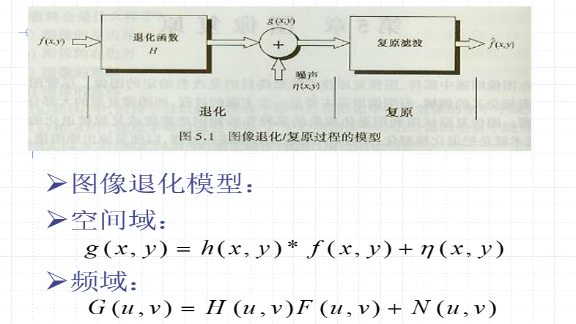 g(x,y)
f(x,y)
退化函数
H
+
复原滤波
f̂(x,y)
噪声
η(x,y)
退化
复原
图 5.1 图像退化/复原过程的模型
➢图像退化模型：
➢空间域：
g(x, y) = h(x, y)* f(x, y)+ η(x, y)
➢频域：
G(u,v) = H(u,v)F(u,v)+ N(u,v)